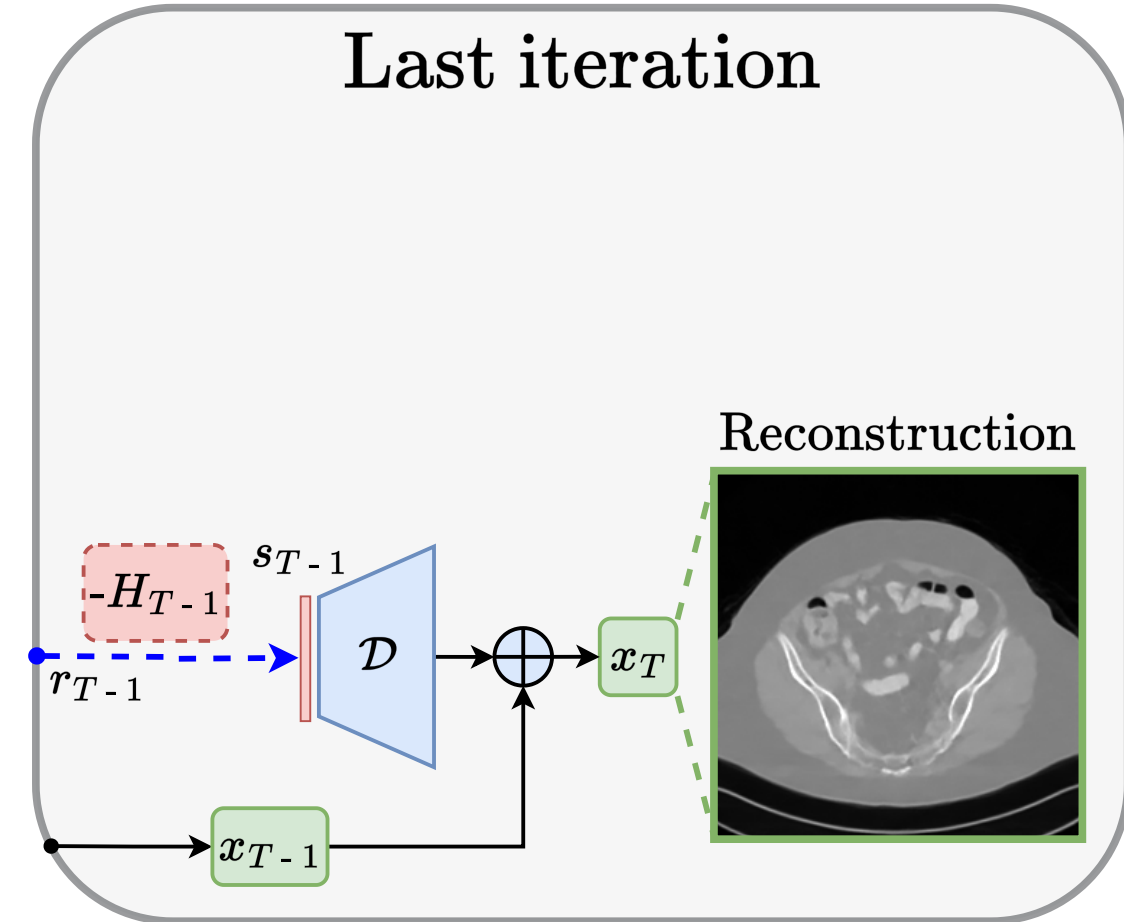 Last iteration
Reconstruction
s_{T-1}
-H_{T-1}
𝒟
x_T
r_{T-1}
x_{T-1}